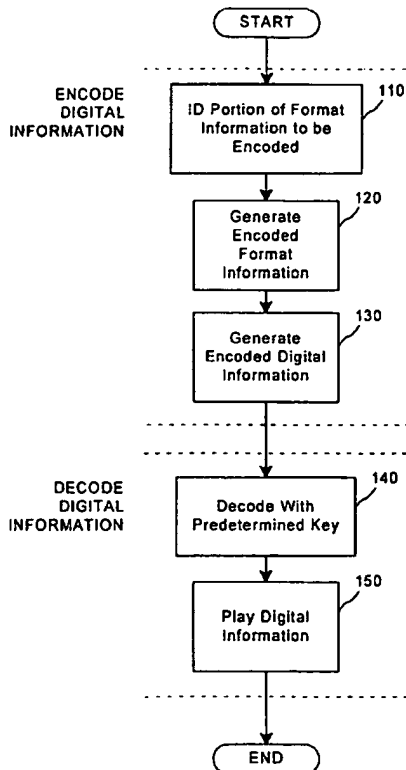 START
ENCODE
DIGITAL
INFORMATION
ID Portion of Format
Information to be
Encoded
110
120
Generate
Encoded
Format
Information
130
Generate
Encoded Digital
Information
DECODE
DIGITAL
INFORMATION
140
Decode With
Predetermined Key
150
Play Digital
Information
END